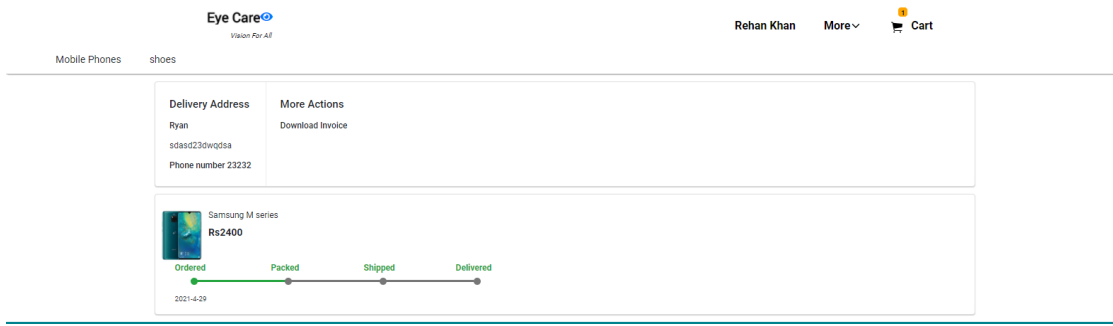 Eye Care
Vision For All
Rehan Khan
More
1
Cart
Mobile Phones
shoes
Delivery Address
Ryan
sdasd23dwqdsa
Phone number 23232
More Actions
Download Invoice
Samsung M series
Rs2400
Ordered
Packed
Shipped
Delivered
2021-4-29